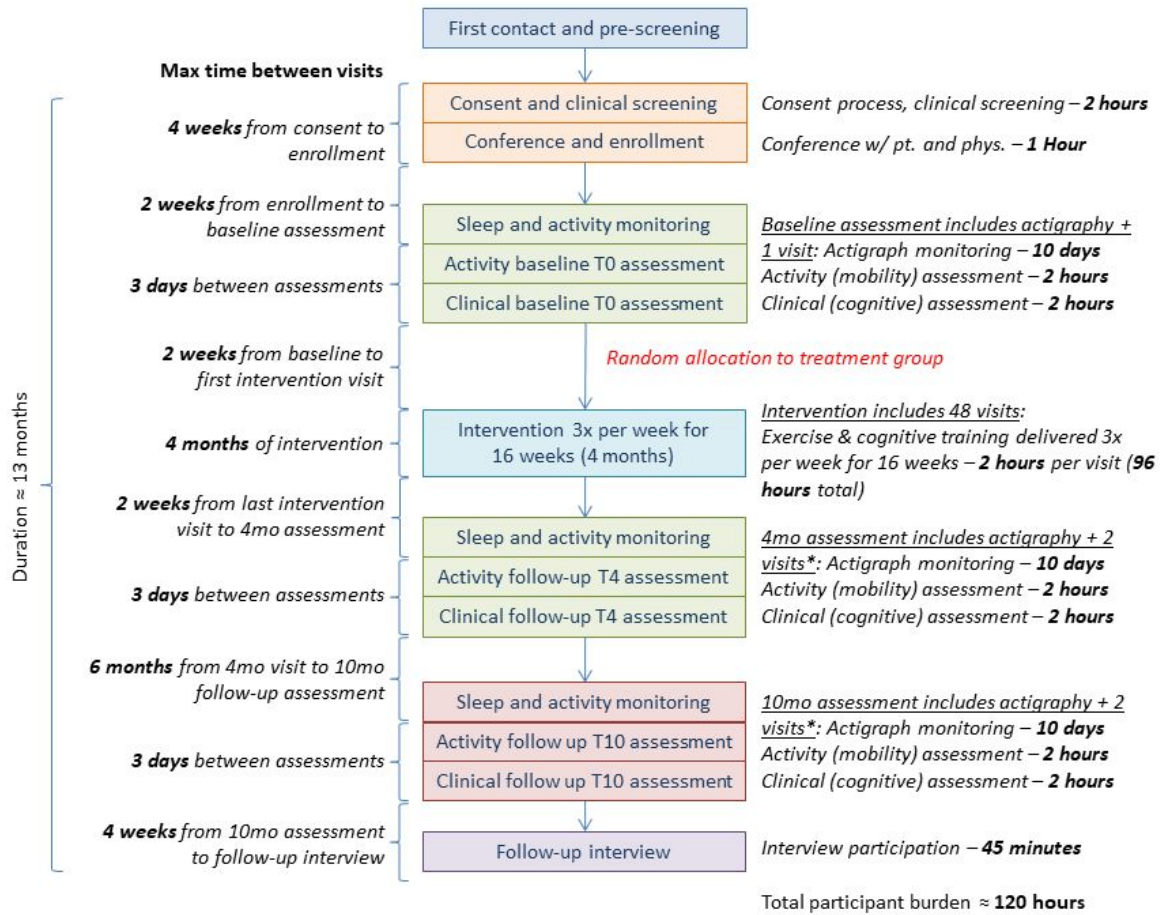 First contact and pre-screening
Max time between visits
Duration ≈ 13 months
4 weeks from consent to
enrollment
Consent and clinical screening
Conference and enrollment
Consent process, clinical screening – 2 hours
Conference w/ pt. and phys. – 1 Hour
2 weeks from enrollment to
baseline assessment
3 days between assessments
Sleep and activity monitoring
Activity baseline T0 assessment
Clinical baseline T0 assessment
Baseline assessment includes actigraphy +
1 visit: Actigraph monitoring – 10 days
Activity (mobility) assessment – 2 hours
Clinical (cognitive) assessment – 2 hours
2 weeks from baseline to
first intervention visit
Random allocation to treatment group
4 months of intervention
Intervention 3x per week for
16 weeks (4 months)
Intervention includes 48 visits:
Exercise & cognitive training delivered 3x
per week for 16 weeks – 2 hours per visit (96
hours total)
2 weeks from last intervention
visit to 4mo assessment
3 days between assessments
Sleep and activity monitoring
Activity follow-up T4 assessment
Clinical follow-up T4 assessment
4mo assessment includes actigraphy + 2
visits*: Actigraph monitoring – 10 days
Activity (mobility) assessment – 2 hours
Clinical (cognitive) assessment – 2 hours
6 months from 4mo visit to 10mo
follow-up assessment
3 days between assessments
Sleep and activity monitoring
Activity follow up T10 assessment
Clinical follow up T10 assessment
10mo assessment includes actigraphy + 2
visits*: Actigraph monitoring – 10 days
Activity (mobility) assessment – 2 hours
Clinical (cognitive) assessment – 2 hours
4 weeks from 10mo assessment
to follow-up interview
Follow-up interview
Interview participation – 45 minutes
Total participant burden ≈ 120 hours